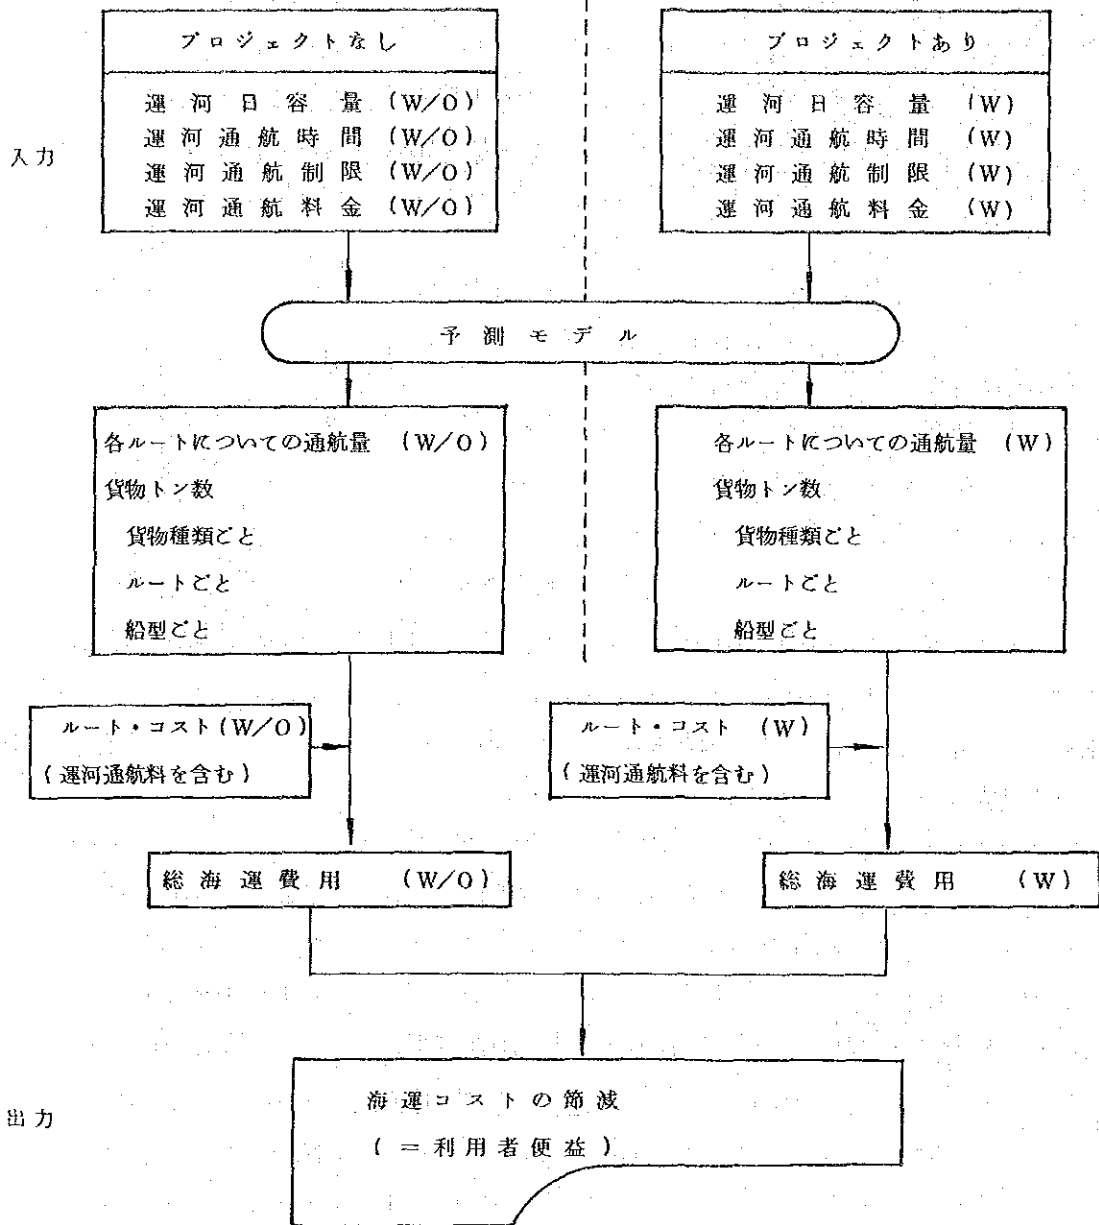 プロジェクトなし
運河日容量 (W/O)
運河通航時間 (W/O)
運河通航制限 (W/O)
運河通航料金 (W/O)
プロジェクトあり
運河日容量 (W)
運河通航時間 (W)
運河通航制限 (W)
運河通航料金 (W)
入力
予測モデル
各ルートについての通航量 (W/O)
貨物トン数
貨物種類ごと
ルートごと
船型ごと
各ルートについての通航量 (W)
貨物トン数
貨物種類ごと
ルートごと
船型ごと
ルート・コスト(W/O)
(運河通航料を含む)
ルート・コスト (W)
(運河通航料を含む)
総海運費用 (W/O)
総海運費用 (W)
出力
海運コストの節減
(=利用者便益)